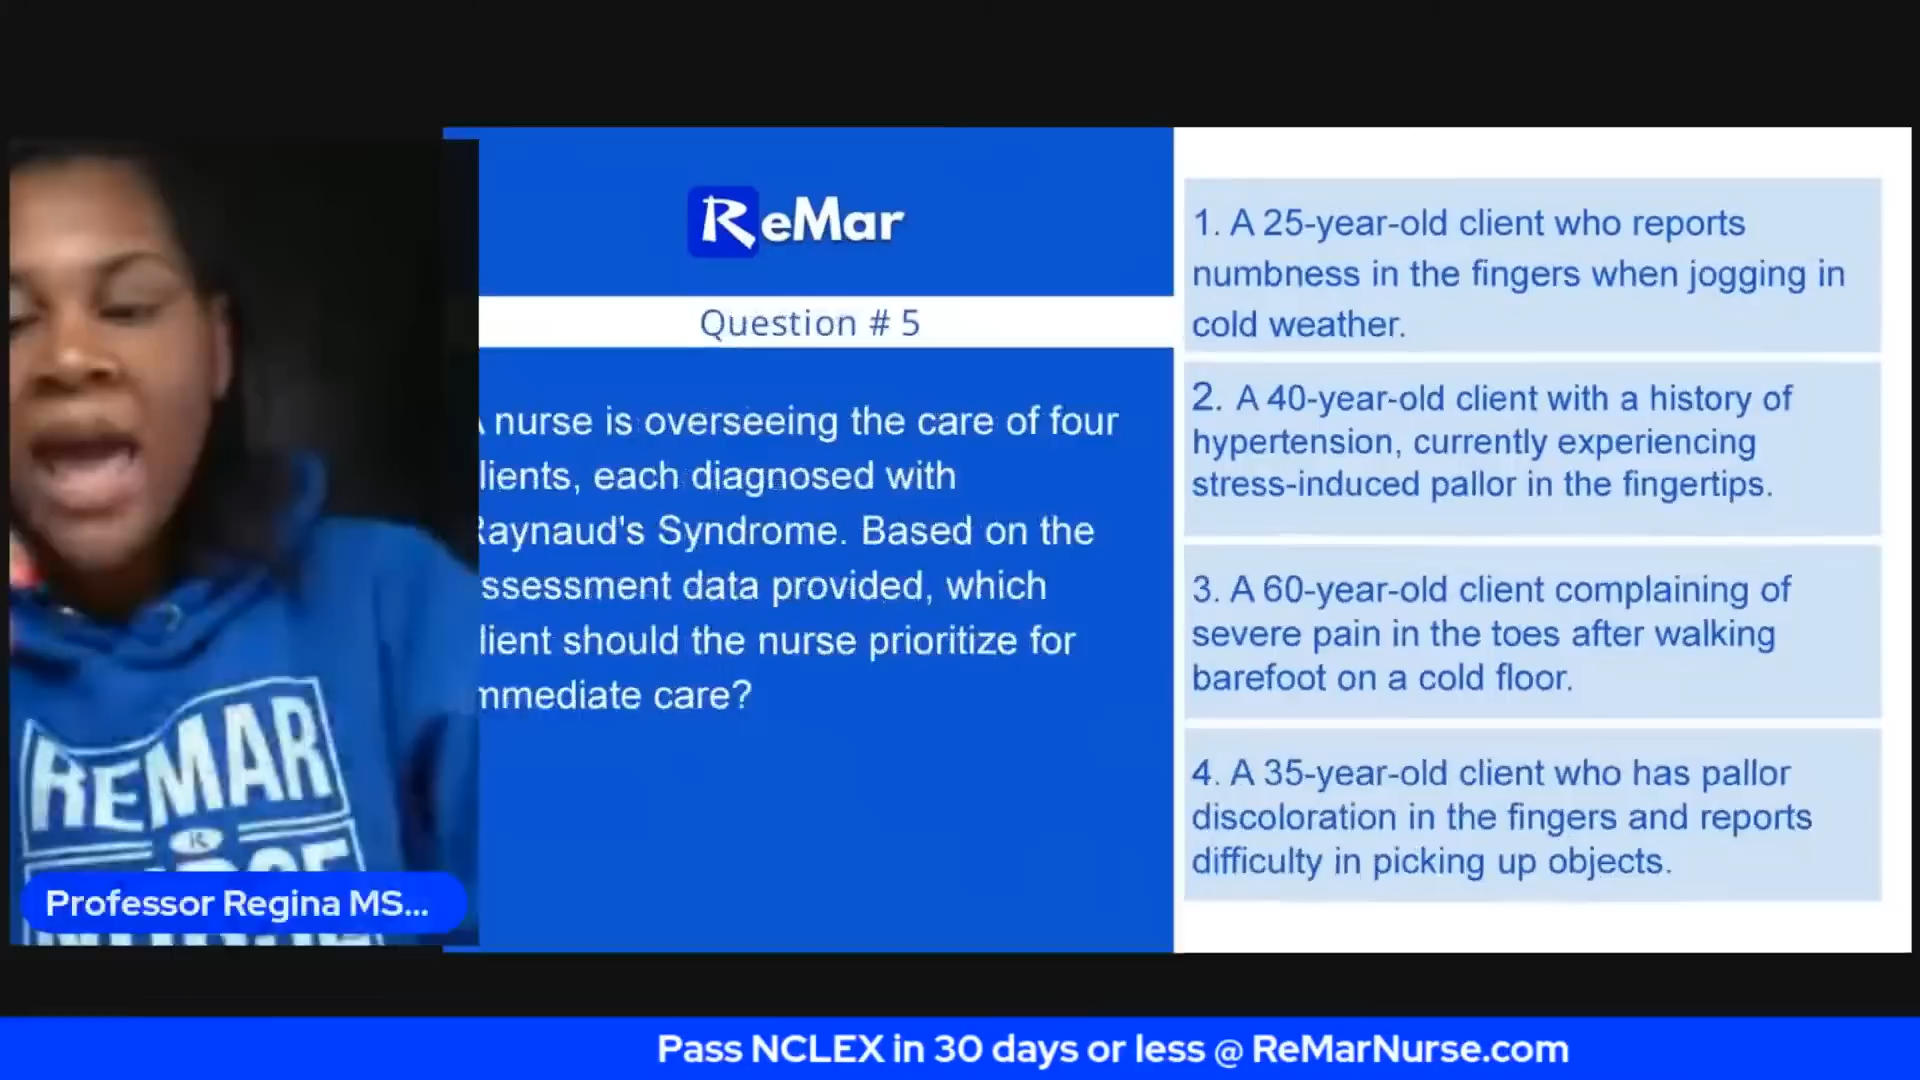 ReMar
Question # 5
nurse is overseeing the care of four
lients, each diagnosed with
aynaud's Syndrome. Based on the
ssessment data provided, which
lient should the nurse prioritize for
mmediate care?
1. A 25-year-old client who reports
numbness in the fingers when jogging in
cold weather.
2. A 40-year-old client with a history of
hypertension, currently experiencing
stress-induced pallor in the fingertips.
3. A 60-year-old client complaining of
severe pain in the toes after walking
barefoot on a cold floor.
4. A 35-year-old client who has pallor
discoloration in the fingers and reports
difficulty in picking up objects.
REMAR
R
Professor Regina MS...
Pass NCLEX in 30 days or less @ ReMarNurse.com